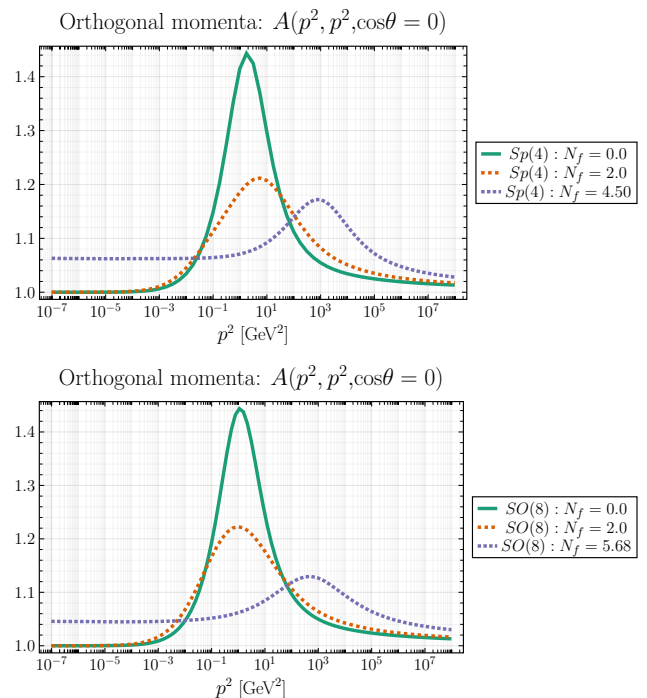 Orthogonal momenta: A(p², p², cosθ = 0)
1.4
1.3
1.2
1.1
1.0
10⁻⁷ 10⁻⁵ 10⁻³ 10⁻¹ 10¹ 10³ 10⁵ 10⁷
p² [GeV²]
Sp(4) : N_f = 0.0
Sp(4) : N_f = 2.0
Sp(4) : N_f = 4.50
Orthogonal momenta: A(p², p², cosθ = 0)
1.4
1.3
1.2
1.1
1.0
10⁻⁷ 10⁻⁵ 10⁻³ 10⁻¹ 10¹ 10³ 10⁵ 10⁷
p² [GeV²]
SO(8) : N_f = 0.0
SO(8) : N_f = 2.0
SO(8) : N_f = 5.68